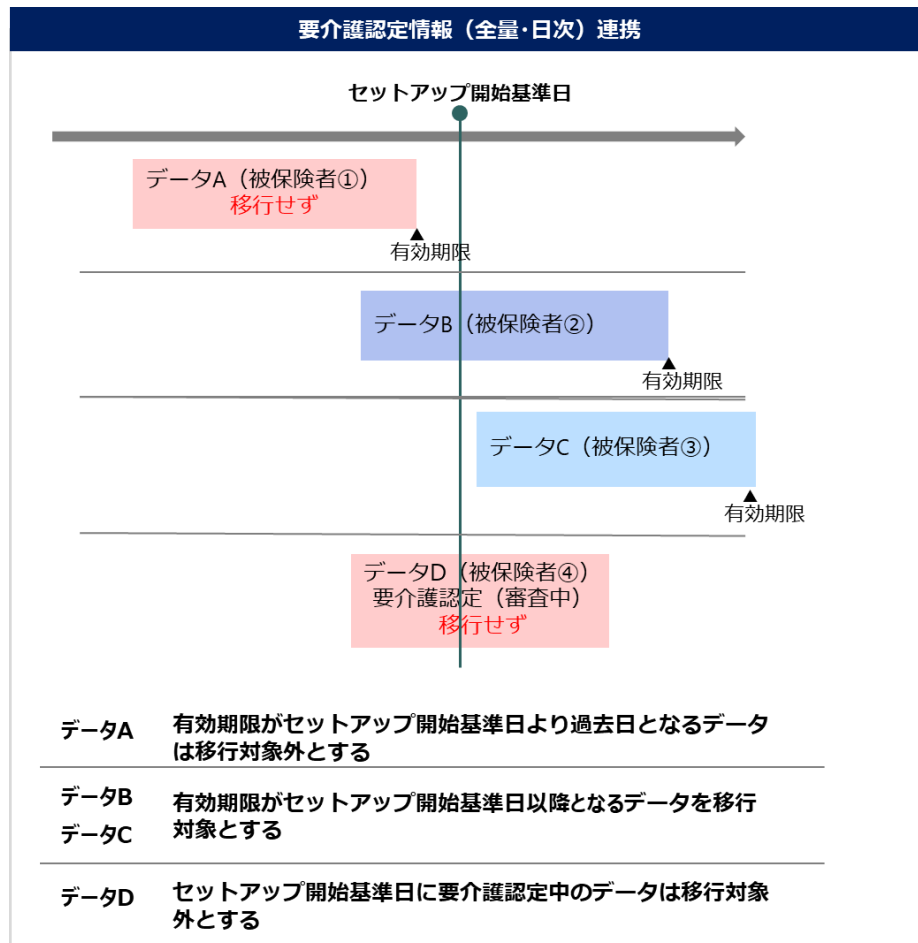 要介護認定情報（全量･日次）連携
セットアップ開始基準日
データA（被保険者①）
移行せず
▲
有効期限
データB（被保険者②）
▲
有効期限
データC（被保険者③）
▲
有効期限
データD（被保険者④）
要介護認定（審査中）
移行せず
データA
有効期限がセットアップ開始基準日より過去日となるデータ
は移行対象外とする
データB
データC
有効期限がセットアップ開始基準日以降となるデータを移行
対象とする
データD
セットアップ開始基準日に要介護認定中のデータは移行対象
外とする